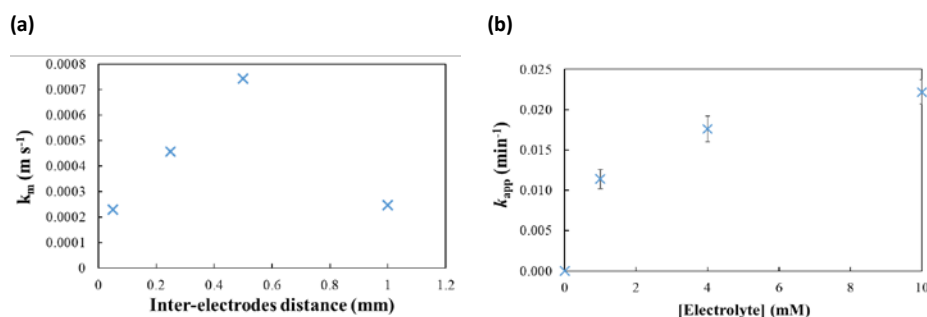 (a)
(b)
0.0008
0.0007
0.0006
0.0005
0.0004
0.0003
0.0002
0.0001
0
kₘ (m s⁻¹)
0 0.2 0.4 0.6 0.8 1 1.2
Inter-electrodes distance (mm)
0.025
0.020
0.015
0.010
0.005
0.000
k_app (min⁻¹)
0 2 4 6 8 10
[Electrolyte] (mM)